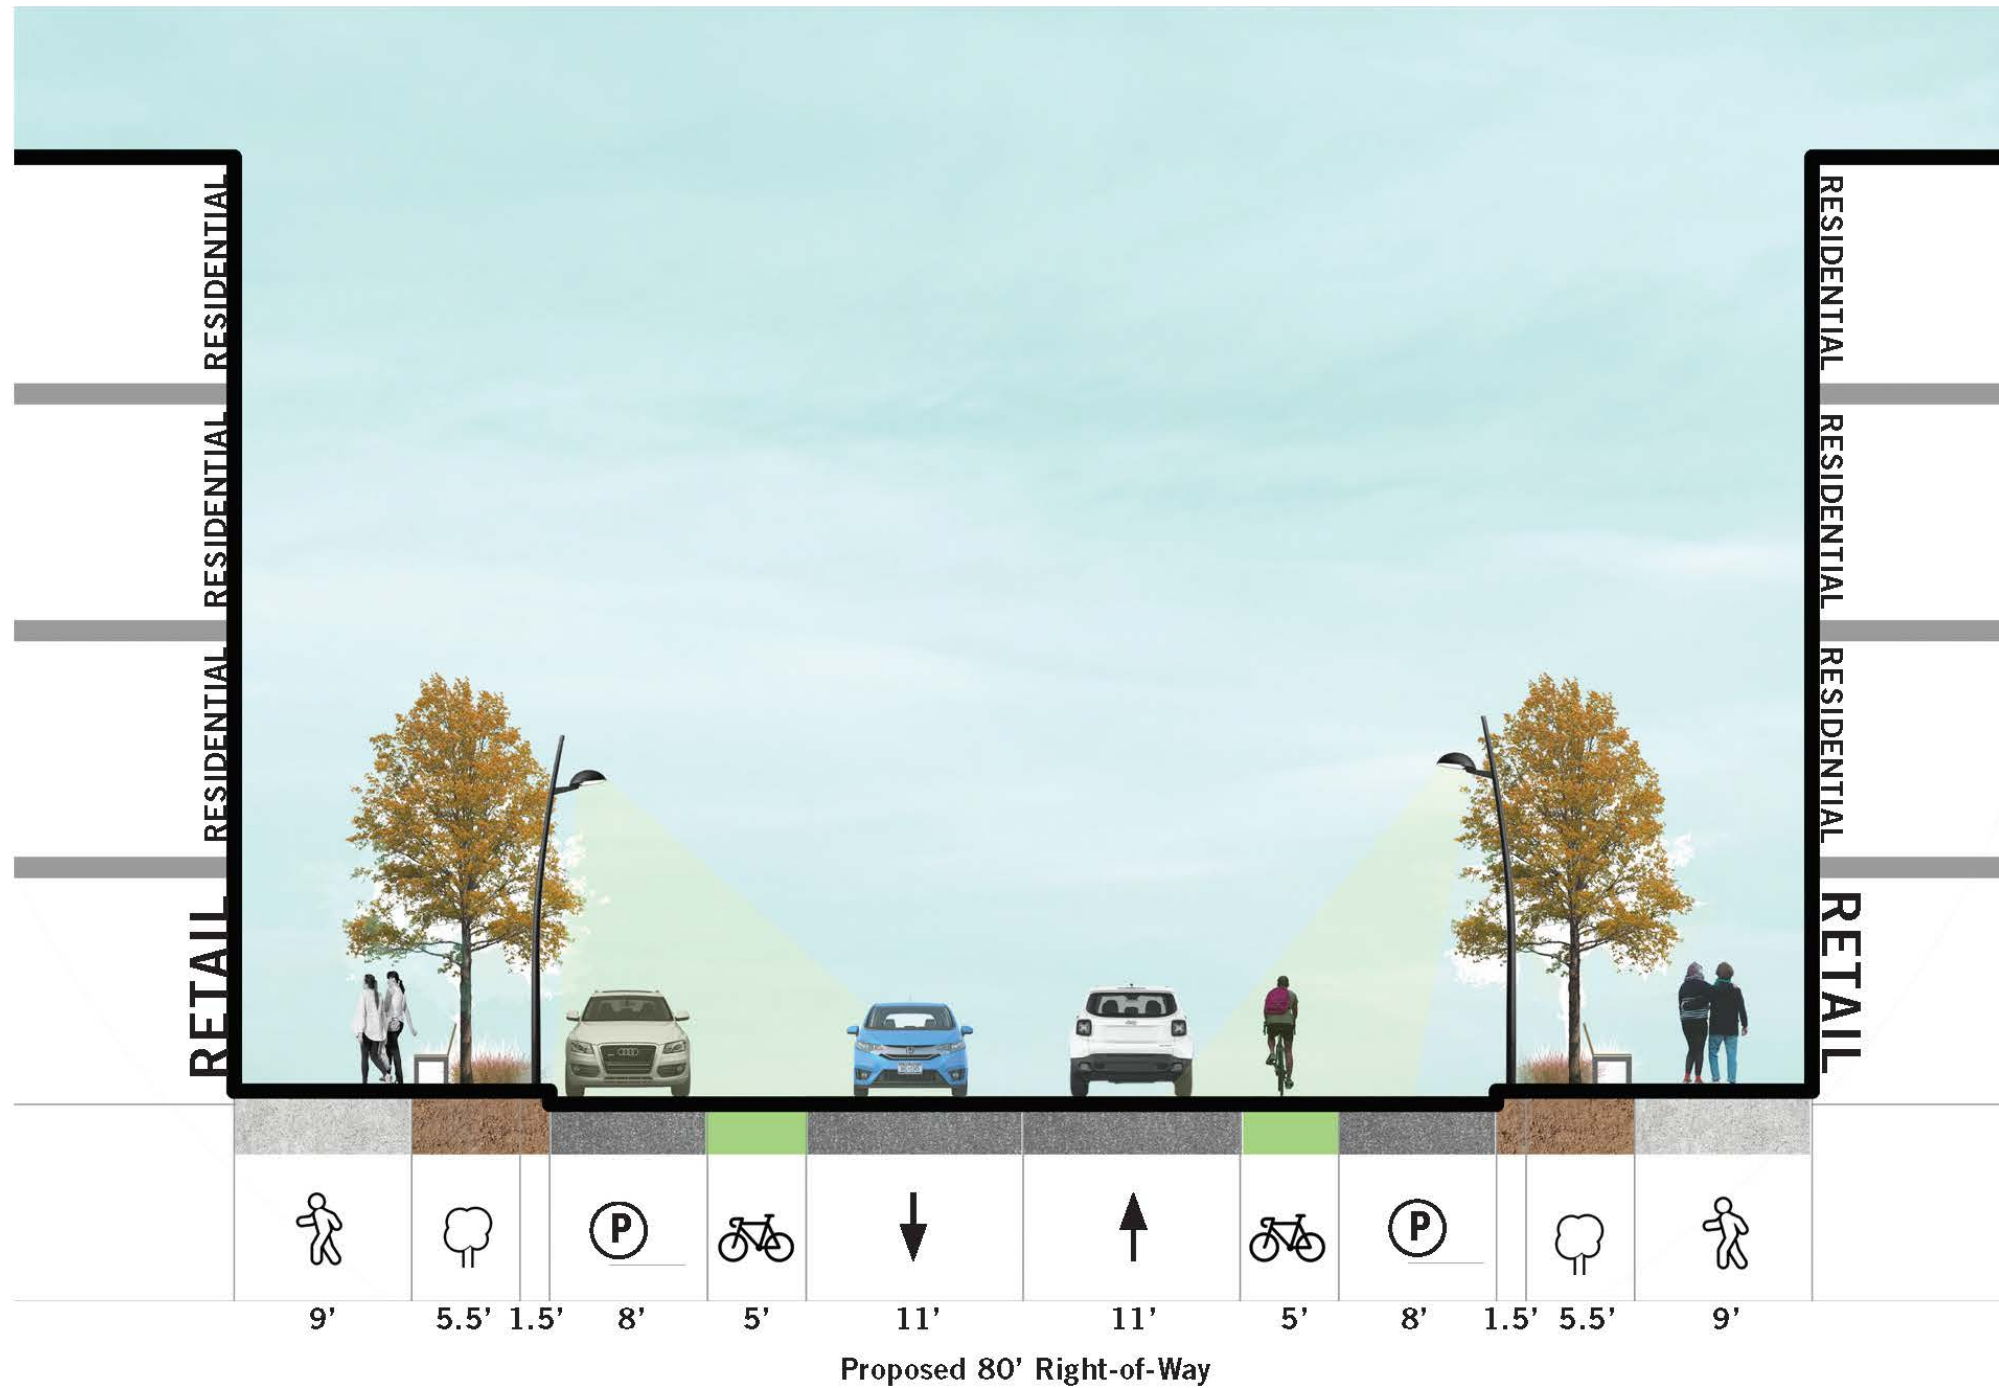 RESIDENTIAL
RESIDENTIAL
RESIDENTIAL
RESIDENTIAL
RESIDENTIAL
RESIDENTIAL
RETAIL
RETAIL
P
P
9’ 5.5’ 1.5’ 8’ 5’ 11’ 11’ 5’ 8’ 1.5’ 5.5’ 9’
Proposed 80’ Right-of-Way